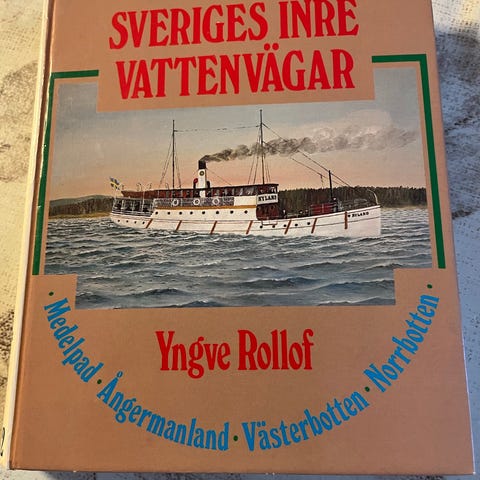 SVERIGES INRE
VATTENVÄGAR
NYLAND
NYLAND
Yngve Rollof
· Medelpad · Ångermanland · Västerbotten · Norrbotten ·